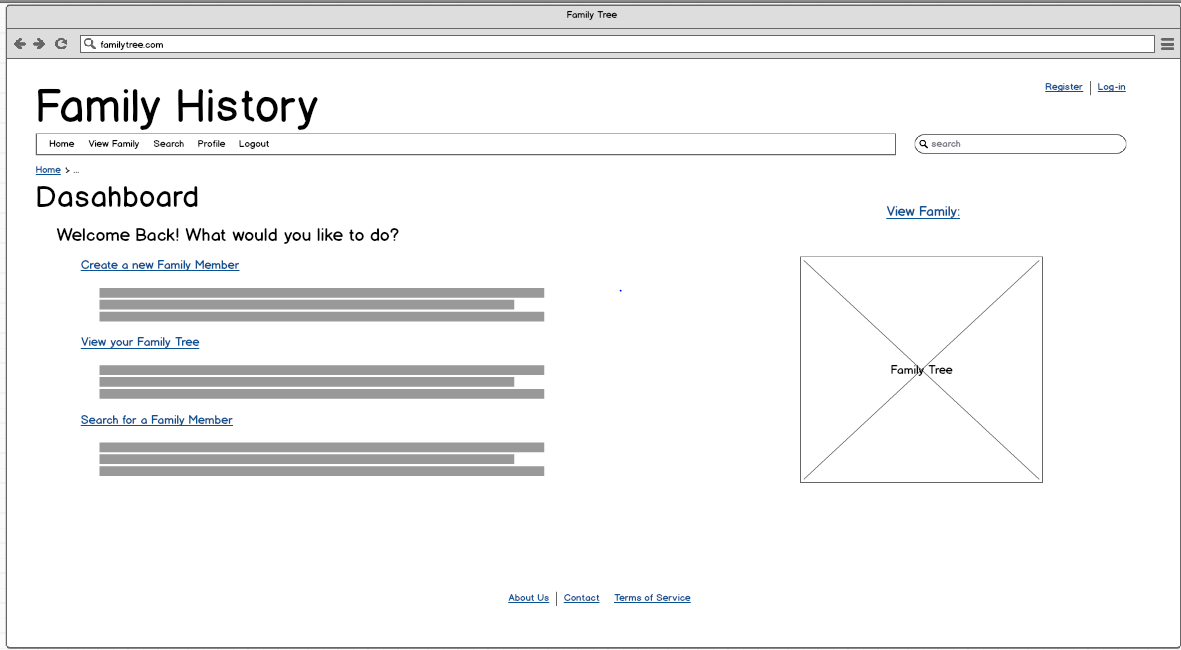 Family Tree
familytree.com
Register Log-in
Family History
Home View Family Search Profile Logout
search
Home > ...
Dasahboard
View Family:
Welcome Back! What would you like to do?
Create a new Family Member
View your Family Tree
Family Tree
Search for a Family Member
About Us Contact Terms of Service